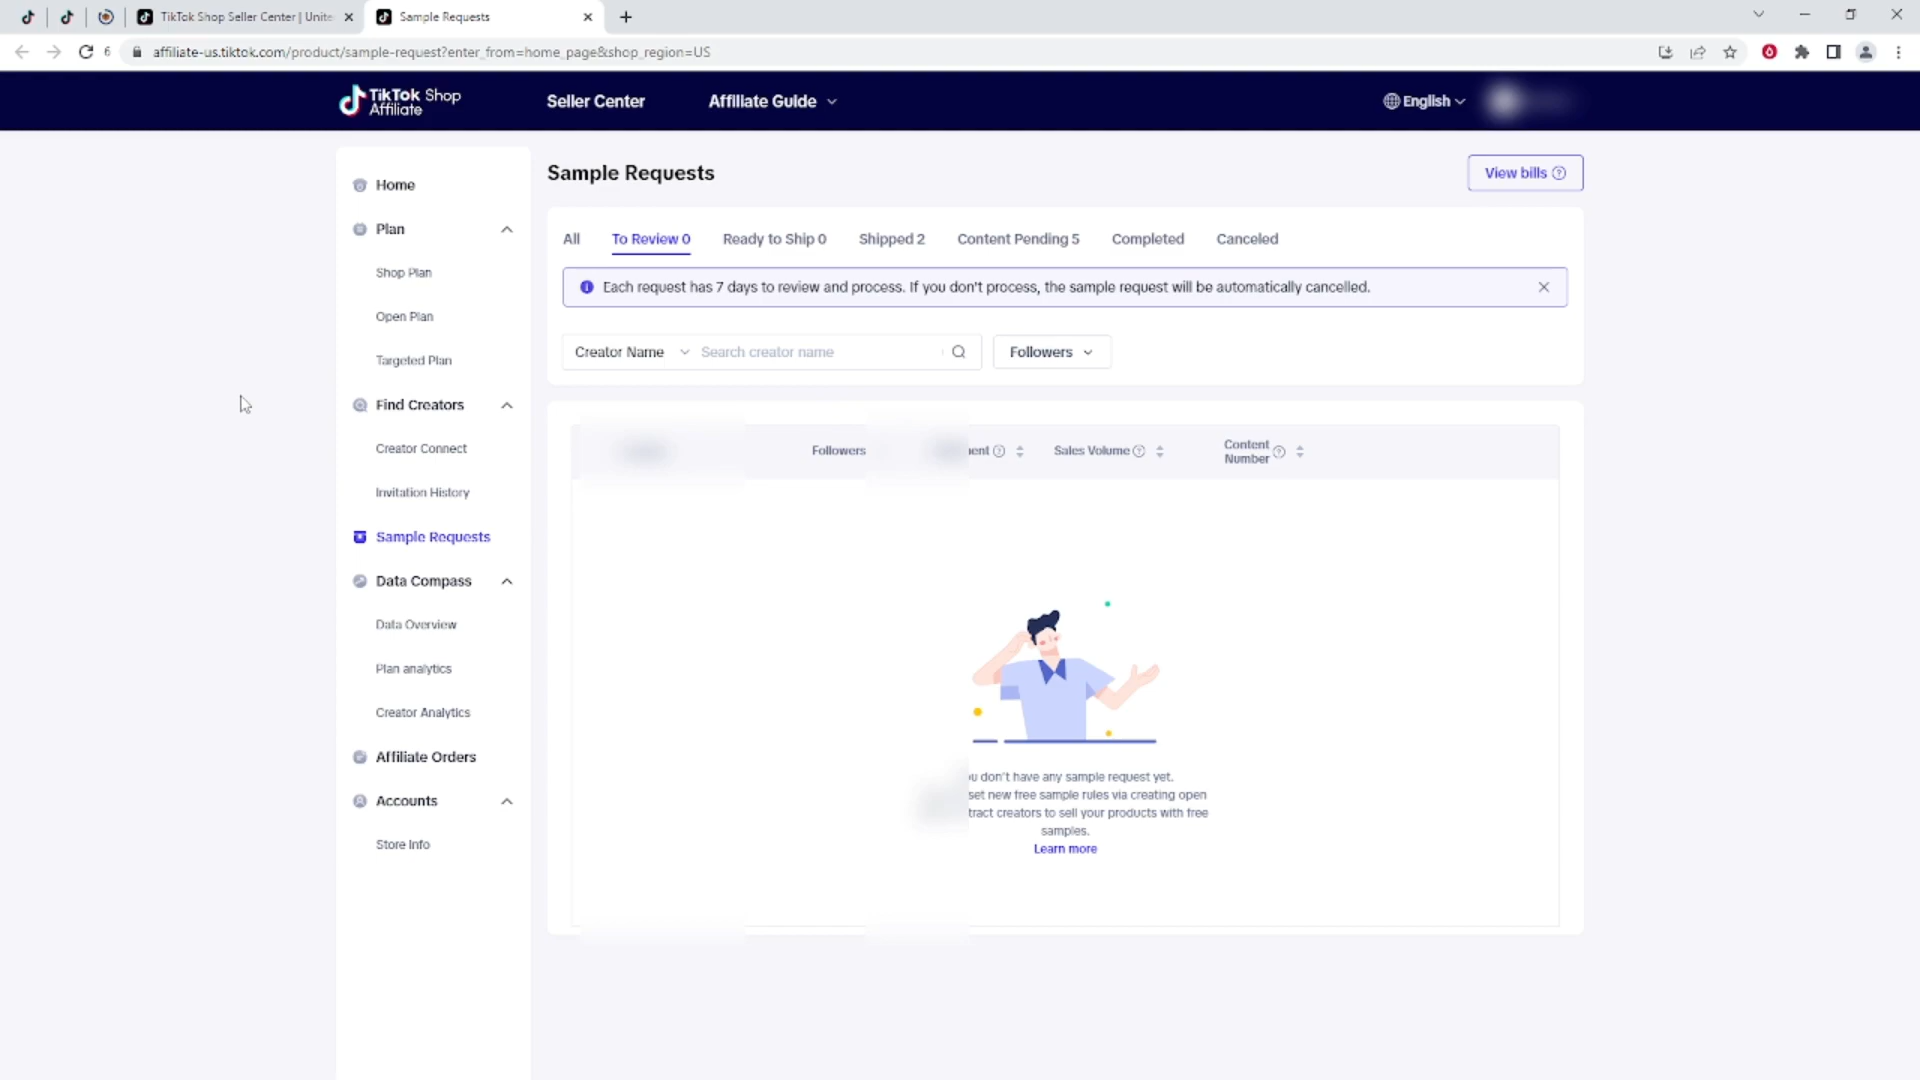 TikTok Shop Seller Center | Unite
Sample Requests
6
affiliate-us.tiktok.com/product/sample-request?enter_from=home_page&shop_region=US
TikTok Shop
Affiliate
Seller Center
Affiliate Guide
English
Home
Plan
Shop Plan
Open Plan
Targeted Plan
Find Creators
Creator Connect
Invitation History
Sample Requests
Data Compass
Data Overview
Plan analytics
Creator Analytics
Affiliate Orders
Accounts
Store Info
Sample Requests
View bills
All
To Review 0
Ready to Ship 0
Shipped 2
Content Pending 5
Completed
Canceled
Each request has 7 days to review and process. If you don't process, the sample request will be automatically cancelled.
Creator Name
Search creator name
Followers
Followers
Sales Volume
Content
Number
don't have any sample request yet.
set new free sample rules via creating open
creators to sell your products with free
samples.
Learn more